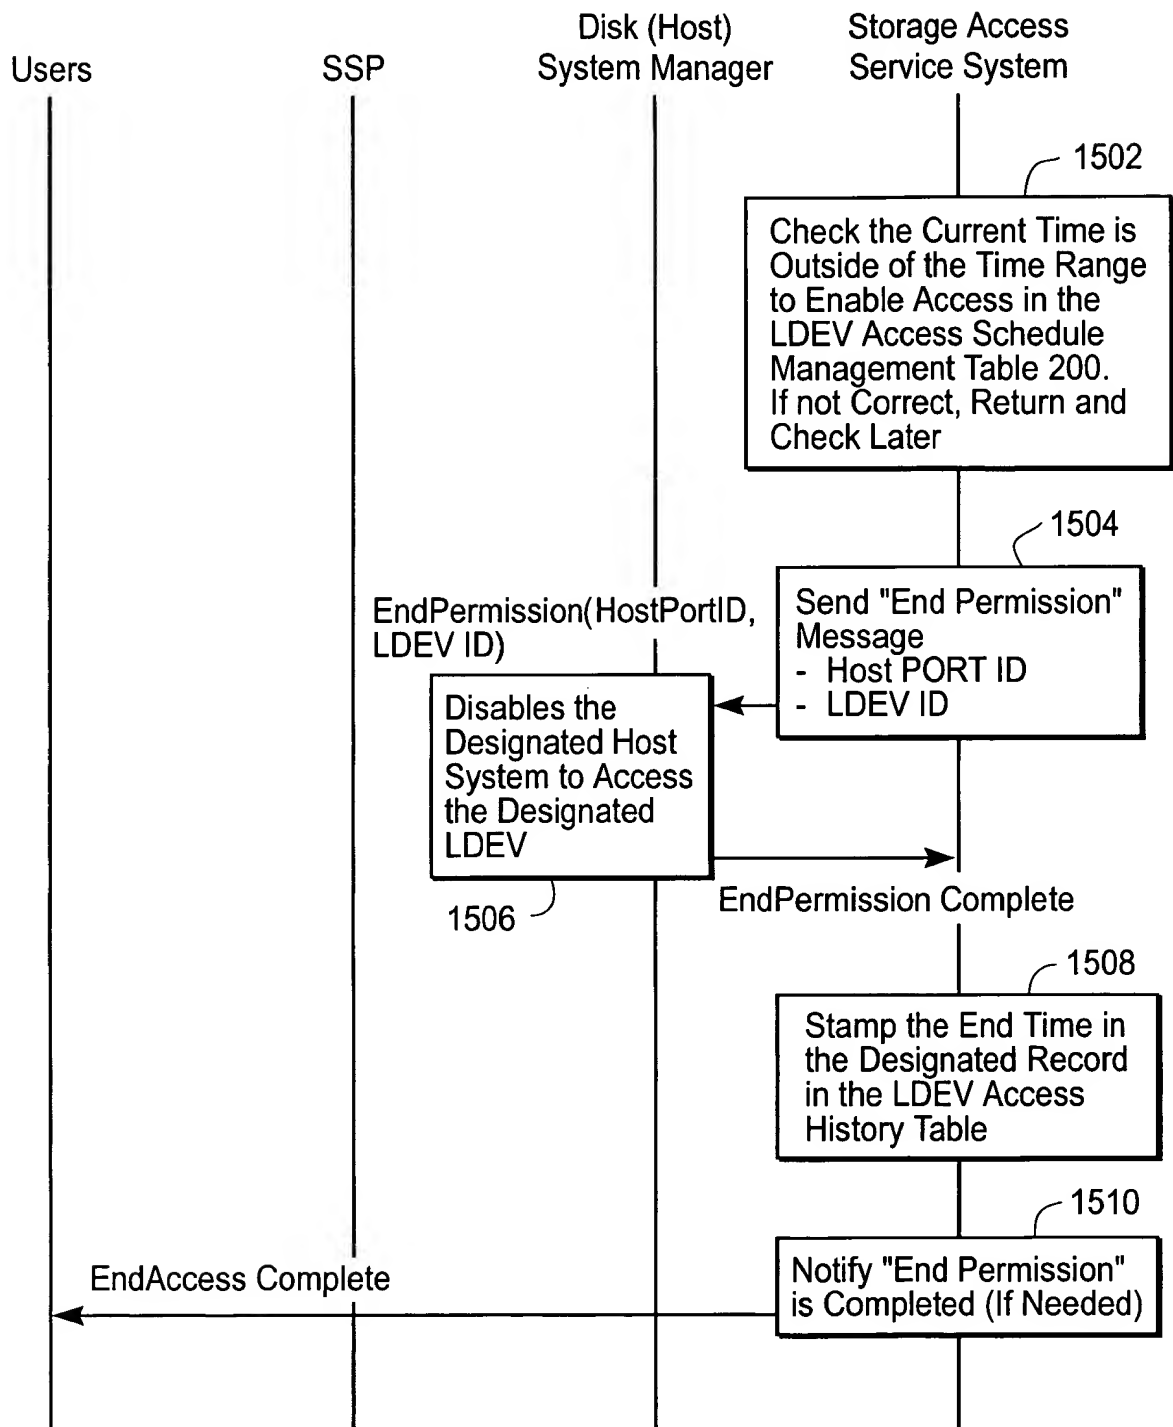 Users
SSP
Disk (Host)
System Manager
Storage Access
Service System
1502
Check the Current Time is
Outside of the Time Range
to Enable Access in the
LDEV Access Schedule
Management Table 200.
If not Correct, Return and
Check Later
1504
Send "End Permission"
Message
- Host PORT ID
- LDEV ID
EndPermission(HostPortID,
LDEV ID)
Disables the
Designated Host
System to Access
the Designated
LDEV
1506
EndPermission Complete
1508
Stamp the End Time in
the Designated Record
in the LDEV Access
History Table
1510
Notify "End Permission"
is Completed (If Needed)
EndAccess Complete